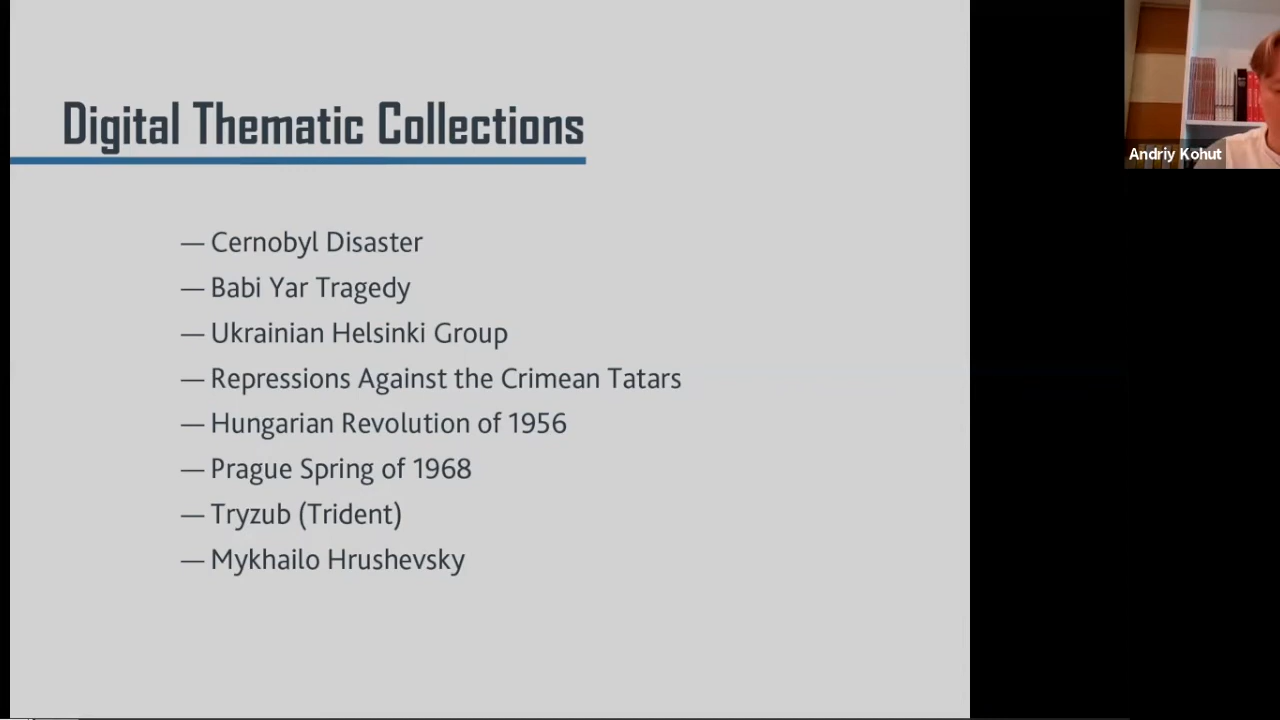 Digital Thematic Collections
— Cernobyl Disaster
— Babi Yar Tragedy
— Ukrainian Helsinki Group
— Repressions Against the Crimean Tatars
— Hungarian Revolution of 1956
— Prague Spring of 1968
— Tryzub (Trident)
— Mykhailo Hrushevsky
Andriy Kohut